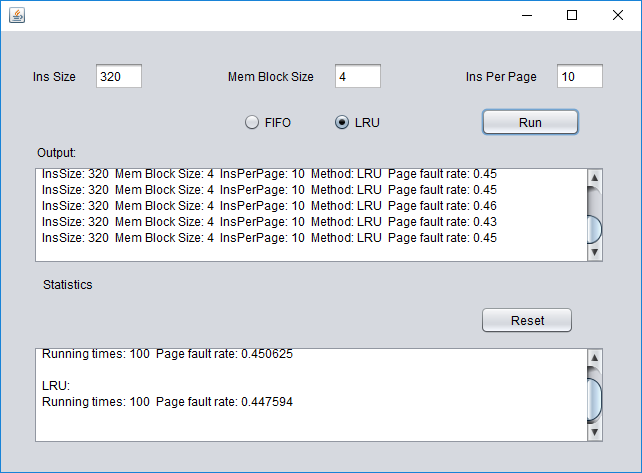 Ins Size 320 Mem Block Size 4 Ins Per Page 10
FIFO LRU Run
Output:
InsSize: 320 Mem Block Size: 4 InsPerPage: 10 Method: LRU Page fault rate: 0.45
InsSize: 320 Mem Block Size: 4 InsPerPage: 10 Method: LRU Page fault rate: 0.45
InsSize: 320 Mem Block Size: 4 InsPerPage: 10 Method: LRU Page fault rate: 0.46
InsSize: 320 Mem Block Size: 4 InsPerPage: 10 Method: LRU Page fault rate: 0.43
InsSize: 320 Mem Block Size: 4 InsPerPage: 10 Method: LRU Page fault rate: 0.45
Statistics
Reset
Running times: 100 Page fault rate: 0.450625
LRU:
Running times: 100 Page fault rate: 0.447594